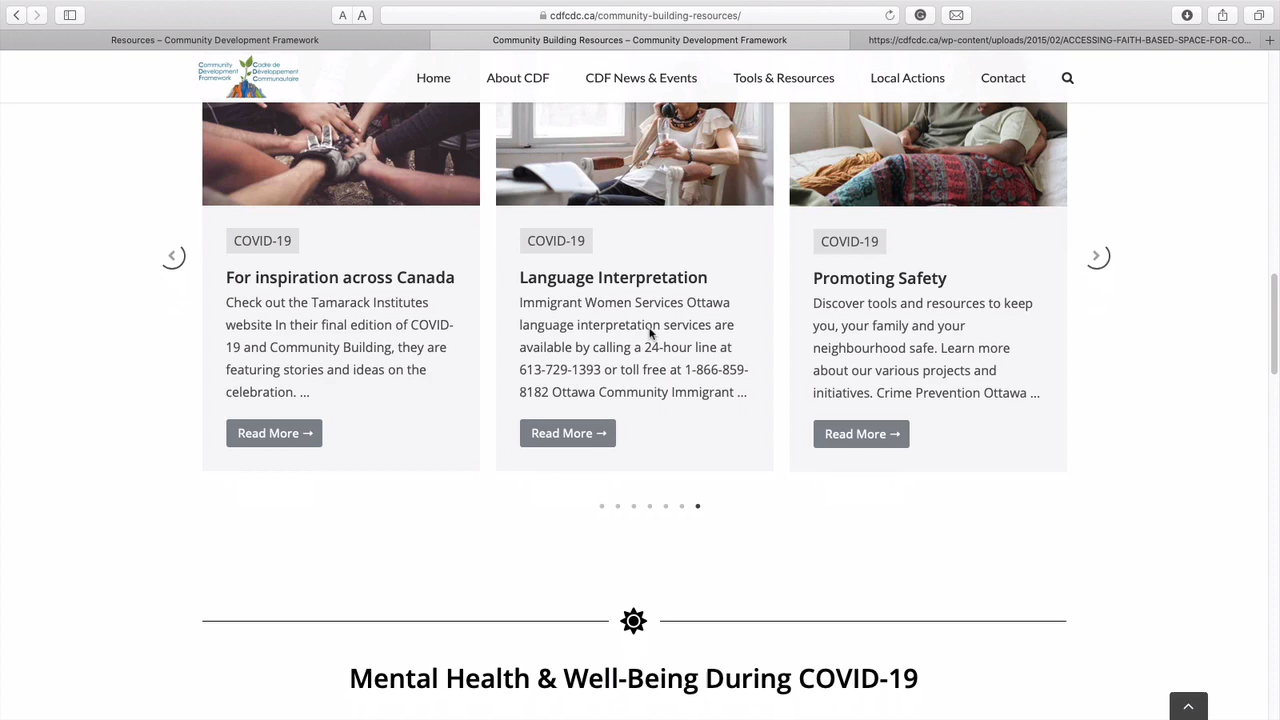 A A
cdfcdc.ca/community-building-resources/
Resources – Community Development Framework
Community Building Resources – Community Development Framework
https://cdfcdc.ca/wp-content/uploads/2015/02/ACCESSING-FAITH-BASED-SPACE-FOR-CO...
Community Development Framework
Cadre de Développement Communautaire
Home
About CDF
CDF News & Events
Tools & Resources
Local Actions
Contact
COVID-19
For inspiration across Canada
Check out the Tamarack Institutes
website In their final edition of COVID-
19 and Community Building, they are
featuring stories and ideas on the
celebration. ...
Read More →
COVID-19
Language Interpretation
Immigrant Women Services Ottawa
language interpretation services are
available by calling a 24-hour line at
613-729-1393 or toll free at 1-866-859-
8182 Ottawa Community Immigrant ...
Read More →
COVID-19
Promoting Safety
Discover tools and resources to keep
you, your family and your
neighbourhood safe. Learn more
about our various projects and
initiatives. Crime Prevention Ottawa ...
Read More →
Mental Health & Well-Being During COVID-19